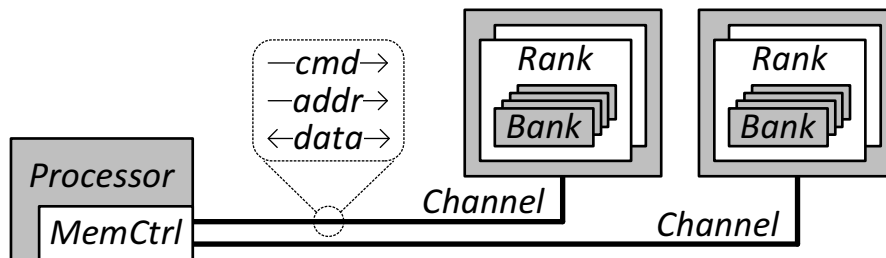 cmd
addr
data
Rank
Bank
Rank
Bank
Processor
MemCtrl
Channel
Channel